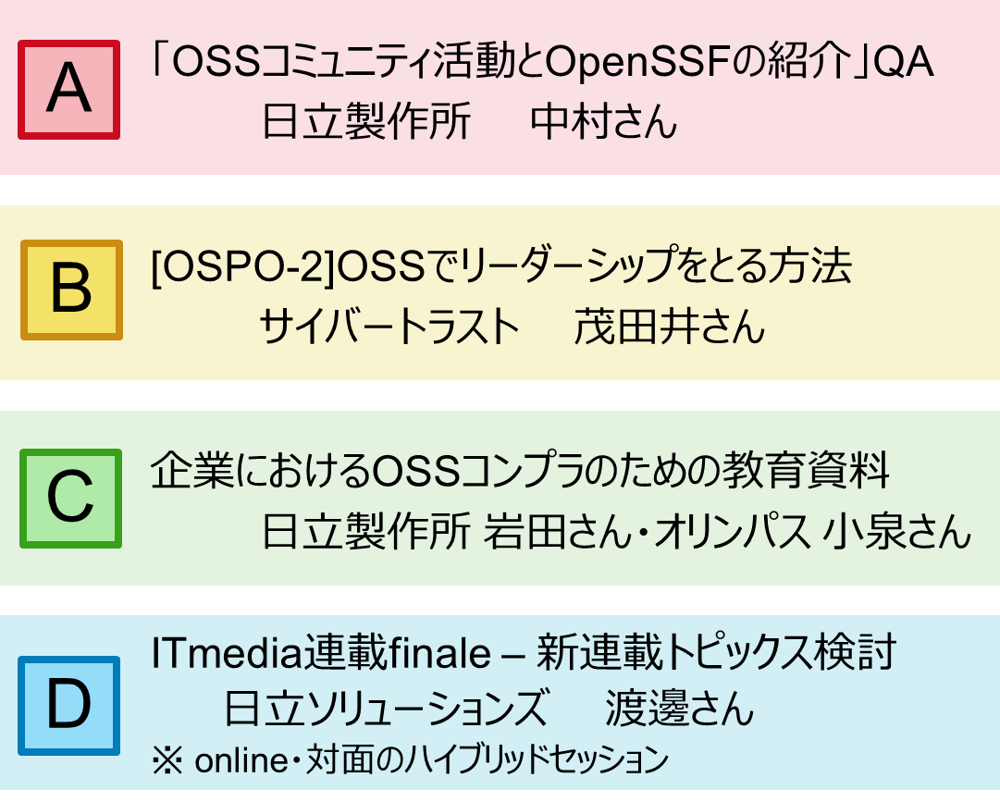 A
「OSSコミュニティ活動とOpenSSFの紹介」QA
日立製作所 中村さん
B
[OSPO-2]OSSでリーダーシップをとる方法
サイバートラスト 茂田井さん
C
企業におけるOSSコンプラのための教育資料
日立製作所 岩田さん・オリンパス 小泉さん
D
ITmedia連載finale – 新連載トピックス検討
日立ソリューションズ 渡邊さん
※ online・対面のハイブリッドセッション